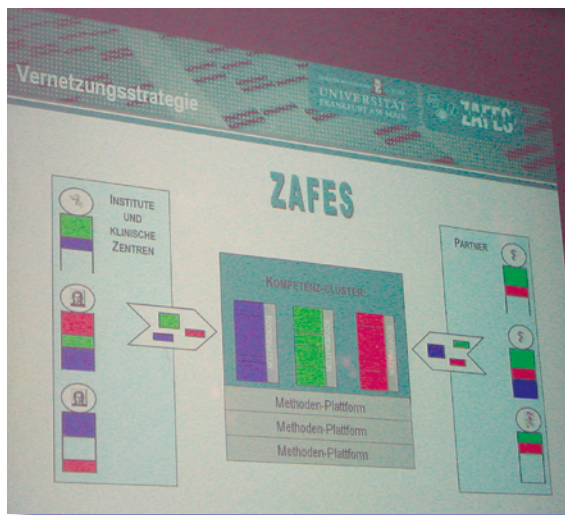 Vernetzungsstrategie
UNIVERSITÄT
FRANKFURT AM MAIN
ZAFES
ZAFES
INSTITUTE
UND
KLINISCHE
ZENTREN
KOMPETENZ-CLUSTER
Methoden-Plattform
Methoden-Plattform
Methoden-Plattform
PARTNER